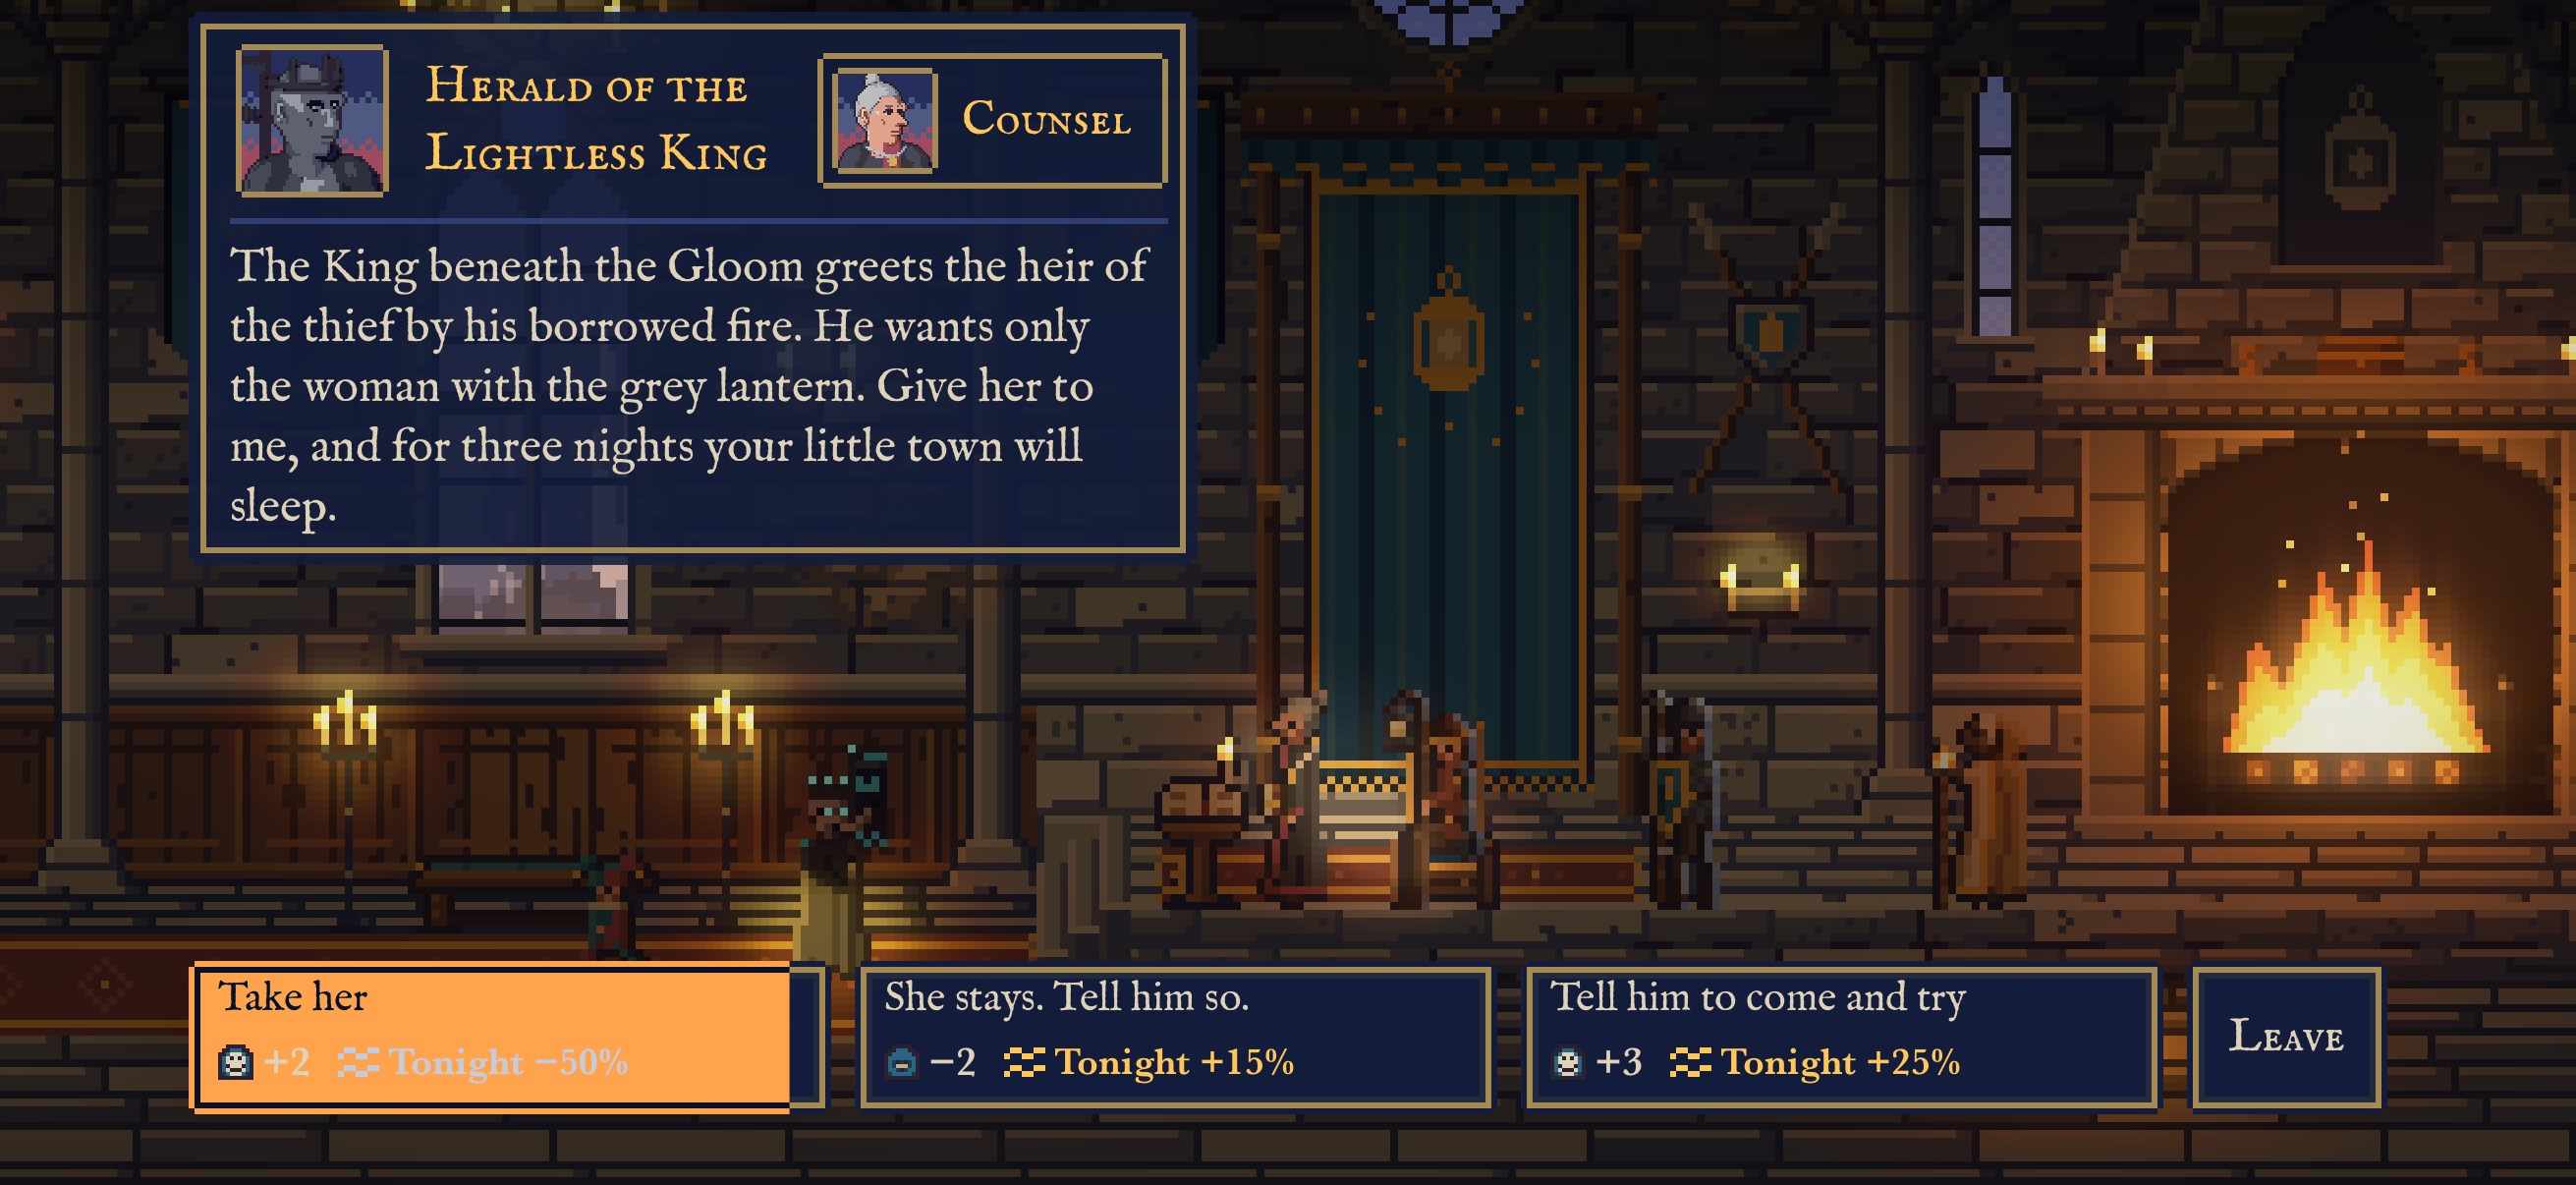 Herald of the
Lightless King
Counsel
The King beneath the Gloom greets the heir of
the thief by his borrowed fire. He wants only
the woman with the grey lantern. Give her to
me, and for three nights your little town will
sleep.
Take her
+2 Tonight −50%
She stays. Tell him so.
−2 Tonight +15%
Tell him to come and try
+3 Tonight +25%
Leave